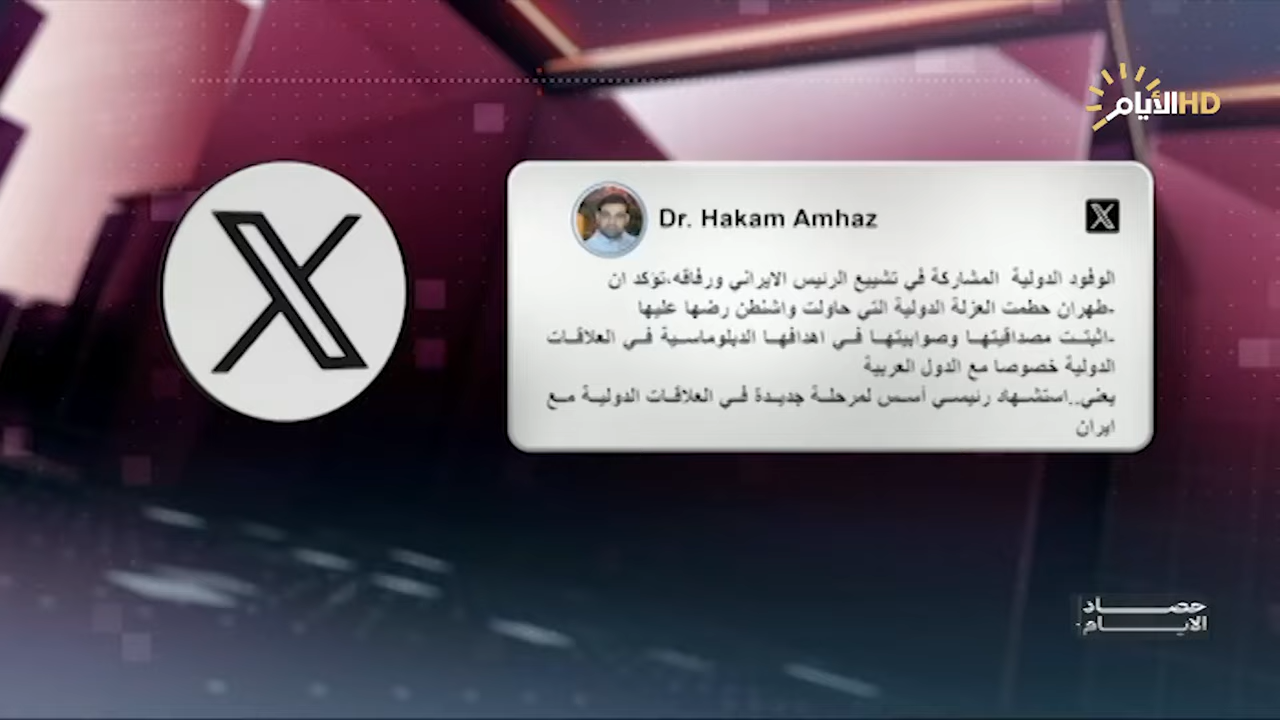 الأيام HD
Dr. Hakam Amhaz
الوفود الدولية المشاركة في تشييع الرئيس الايراني ورفاقه،تؤكد ان
-طهران حطمت العزلة الدولية التي حاولت واشنطن رضها عليها
-اثبتت مصداقيتها وصوابيتها في اهدافها الدبلوماسية في العلاقات
الدولية خصوصا مع الدول العربية
يعني..استشهاد رئيسي أسس لمرحلة جديدة في العلاقات الدولية مع
ايران
حصاد
الايام